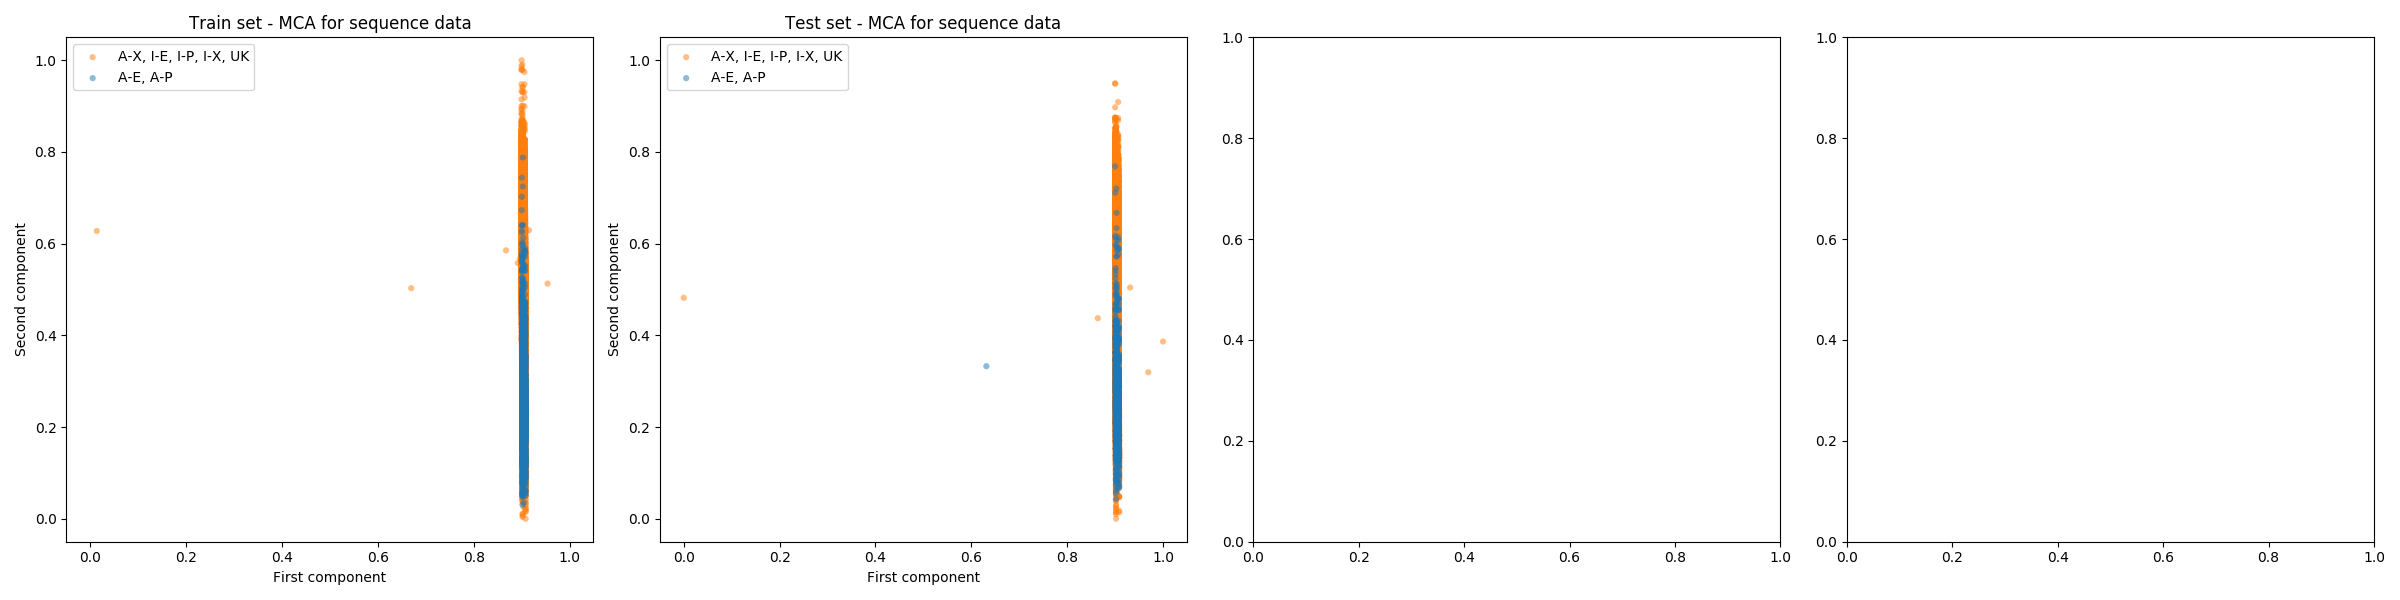 Train set - MCA for sequence data
A-X, I-E, I-P, I-X, UK
A-E, A-P
1.0
0.8
0.6
0.4
0.2
0.0
Second component
0.0 0.2 0.4 0.6 0.8 1.0
First component
Test set - MCA for sequence data
A-X, I-E, I-P, I-X, UK
A-E, A-P
1.0
0.8
0.6
0.4
0.2
0.0
Second component
0.0 0.2 0.4 0.6 0.8 1.0
First component
1.0
0.8
0.6
0.4
0.2
0.0
0.0 0.2 0.4 0.6 0.8 1.0
1.0
0.8
0.6
0.4
0.2
0.0
0.0 0.2 0.4 0.6 0.8 1.0